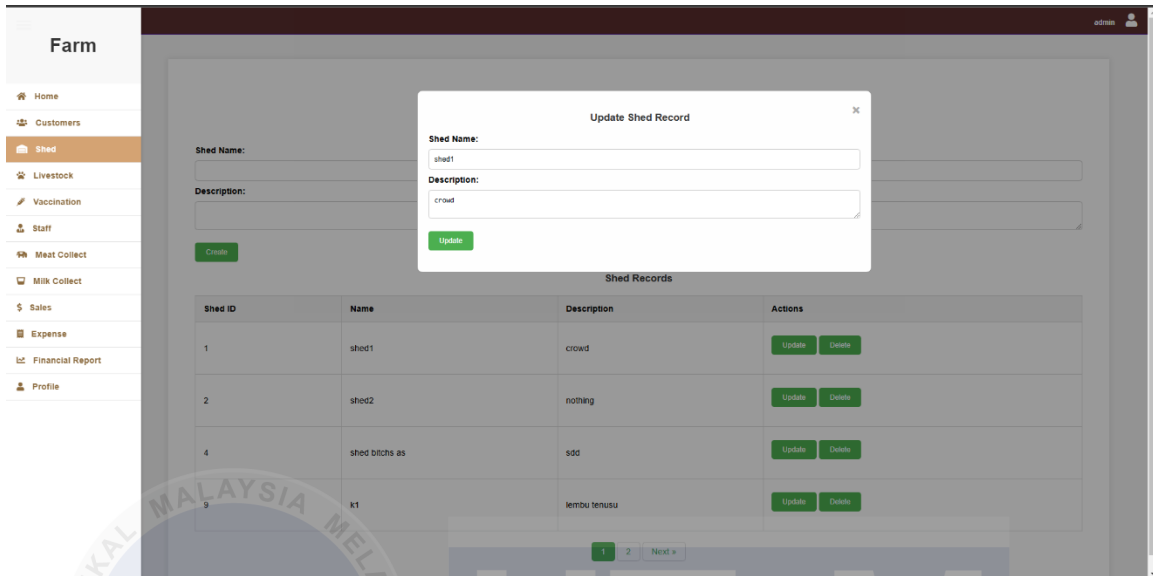 admin
Farm
Home
Customers
Shed
Livestock
Vaccination
Staff
Meat Collect
Milk Collect
$ Sales
Expense
Financial Report
Profile
Update Shed Record
×
Shed Name:
shed1
Description:
crowd
Update
Shed Name:
Description:
Create
Shed Records
Shed ID Name Description Actions
1 shed1 crowd Update Delete
2 shed2 nothing Update Delete
4 shed bitchs as sdd Update Delete
9 k1 lembu tenusu Update Delete
1 2 Next »
MALAYSIA